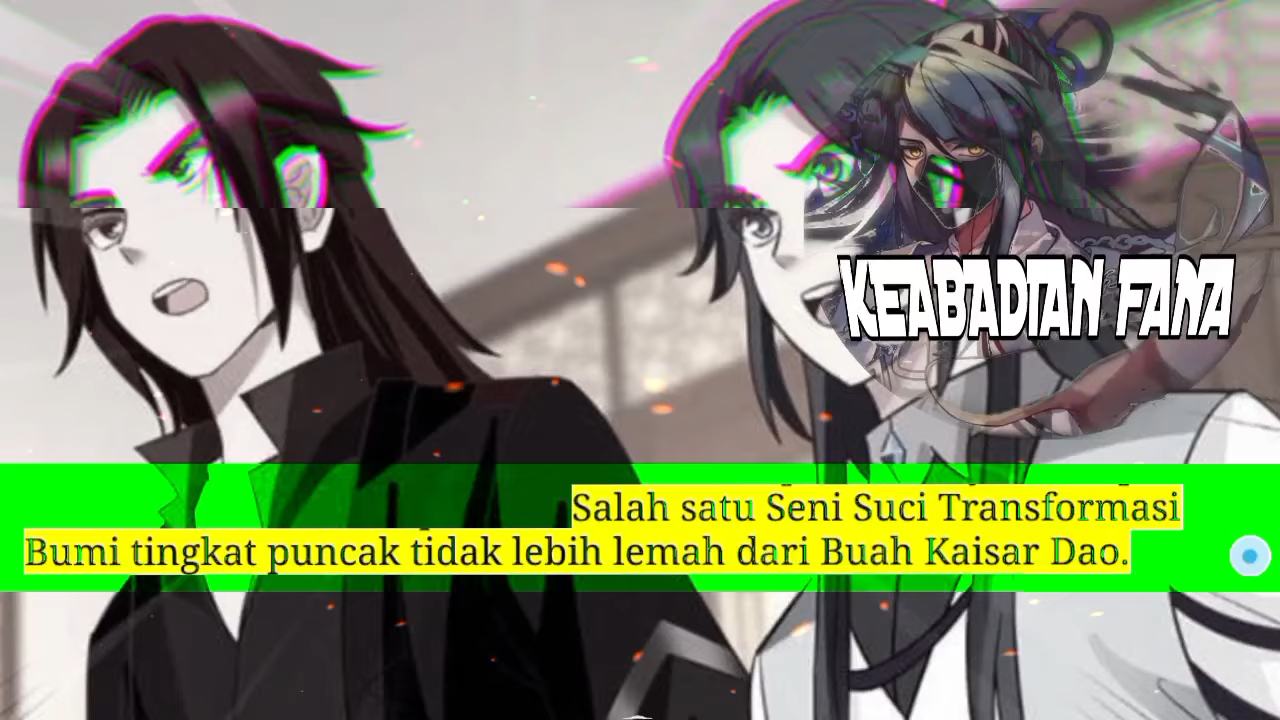 KEABADIAN FANA
Salah satu Seni Suci Transformasi
Bumi tingkat puncak tidak lebih lemah dari Buah Kaisar Dao.